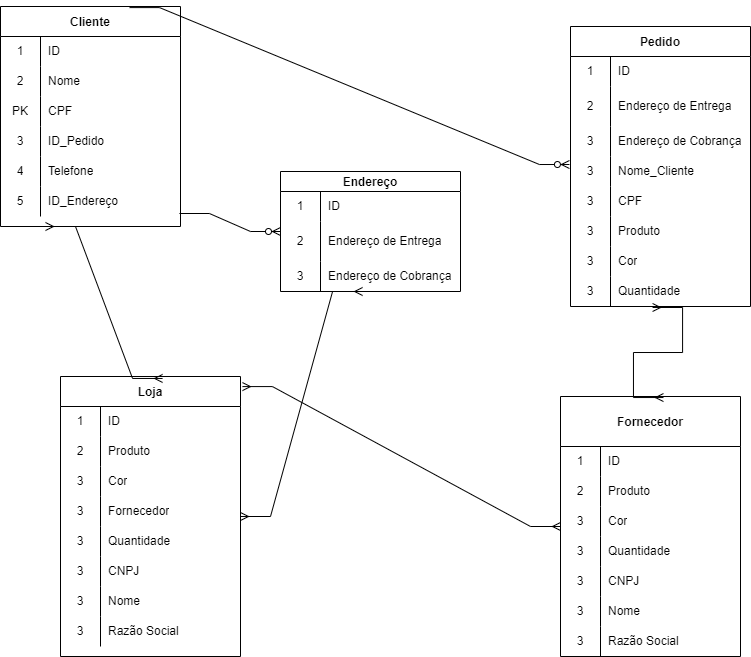 Cliente
1 ID
2 Nome
PK CPF
3 ID_Pedido
4 Telefone
5 ID_Endereço
Pedido
1 ID
2 Endereço de Entrega
3 Endereço de Cobrança
3 Nome_Cliente
3 CPF
3 Produto
3 Cor
3 Quantidade
Endereço
1 ID
2 Endereço de Entrega
3 Endereço de Cobrança
Loja
1 ID
2 Produto
3 Cor
3 Fornecedor
3 Quantidade
3 CNPJ
3 Nome
3 Razão Social
Fornecedor
1 ID
2 Produto
3 Cor
3 Quantidade
3 CNPJ
3 Nome
3 Razão Social